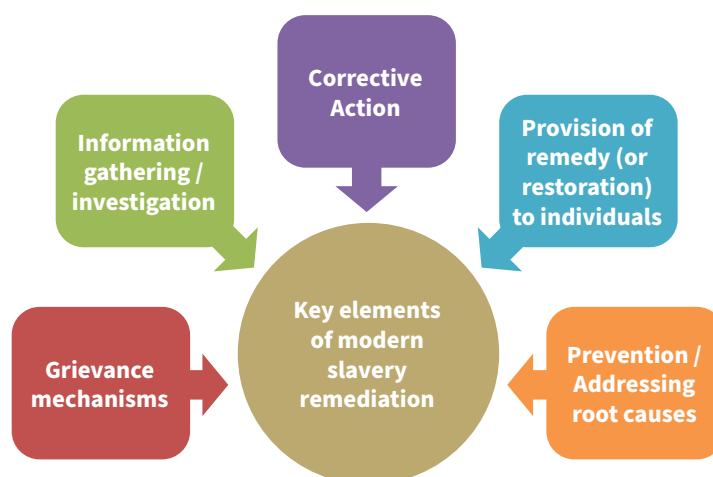 Corrective
Action
Information
gathering /
investigation
Provision of
remedy (or
restoration)
to individuals
Grievance
mechanisms
Key elements
of modern
slavery
remediation
Prevention /
Addressing
root causes